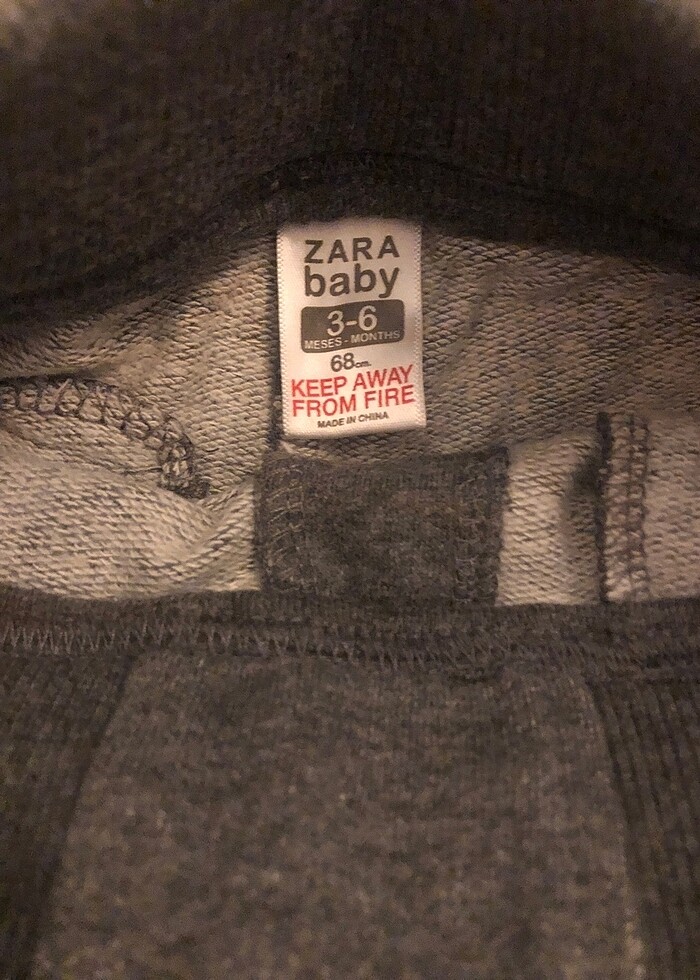 ZARA
baby
3-6
MESES - MONTHS
68cm.
KEEP AWAY
FROM FIRE
MADE IN CHINA